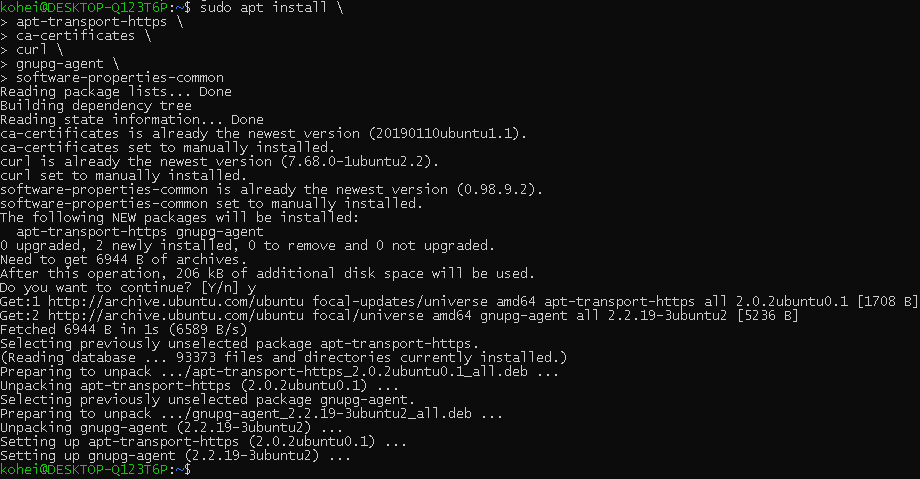 kohei@DESKTOP-Q123T6P:~$ sudo apt install \
> apt-transport-https \
> ca-certificates \
> curl \
> gnupg-agent \
> software-properties-common
Reading package lists... Done
Building dependency tree
Reading state information... Done
ca-certificates is already the newest version (20190110ubuntu1.1).
ca-certificates set to manually installed.
curl is already the newest version (7.68.0-1ubuntu2.2).
curl set to manually installed.
software-properties-common is already the newest version (0.98.9.2).
software-properties-common set to manually installed.
The following NEW packages will be installed:
  apt-transport-https gnupg-agent
0 upgraded, 2 newly installed, 0 to remove and 0 not upgraded.
Need to get 6944 B of archives.
After this operation, 206 kB of additional disk space will be used.
Do you want to continue? [Y/n] y
Get:1 http://archive.ubuntu.com/ubuntu focal-updates/universe amd64 apt-transport-https all 2.0.2ubuntu0.1 [1708 B]
Get:2 http://archive.ubuntu.com/ubuntu focal/universe amd64 gnupg-agent all 2.2.19-3ubuntu2 [5236 B]
Fetched 6944 B in 1s (6589 B/s)
Selecting previously unselected package apt-transport-https.
(Reading database ... 93373 files and directories currently installed.)
Preparing to unpack .../apt-transport-https_2.0.2ubuntu0.1_all.deb ...
Unpacking apt-transport-https (2.0.2ubuntu0.1) ...
Selecting previously unselected package gnupg-agent.
Preparing to unpack .../gnupg-agent_2.2.19-3ubuntu2_all.deb ...
Unpacking gnupg-agent (2.2.19-3ubuntu2) ...
Setting up apt-transport-https (2.0.2ubuntu0.1) ...
Setting up gnupg-agent (2.2.19-3ubuntu2) ...
kohei@DESKTOP-Q123T6P:~$